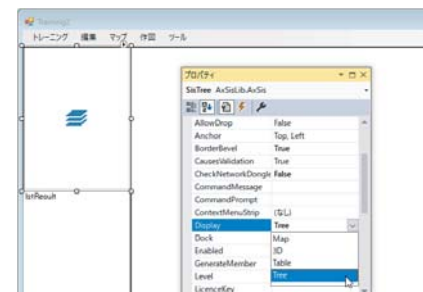 Training2
トレーニング 編集 マップ 作図 ツール
プロパティ
SisTree AxSisLib.AxSis
AllowDrop False
Anchor Top, Left
BorderBevel True
CausesValidation True
CheckNetworkDongle False
CommandMessage
CommandPrompt
ContextMenuStrip (なし)
Display Tree
Dock Map
Enabled 3D
GenerateMember Table
Level Tree
LicenceKey
lstResult